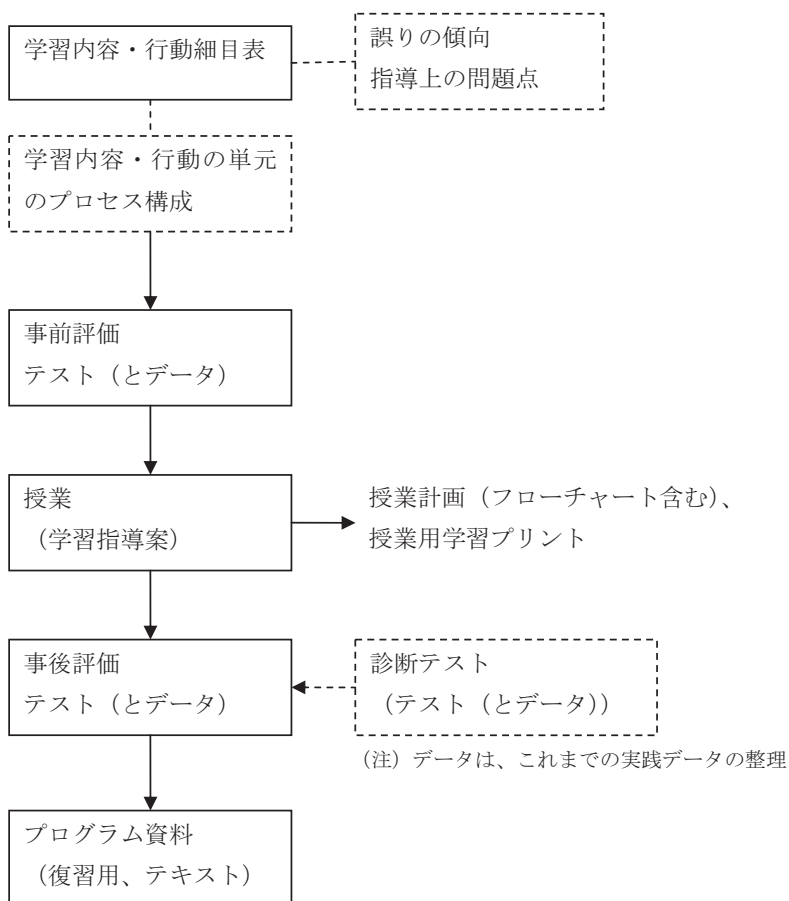 学習内容・行動細目表
誤りの傾向
指導上の問題点
学習内容・行動の単元
のプロセス構成
事前評価
テスト（とデータ）
授業
（学習指導案）
授業計画（フローチャート含む）、
授業用学習プリント
事後評価
テスト（とデータ）
診断テスト
（テスト（とデータ））
（注）データは、これまでの実践データの整理
プログラム資料
（復習用、テキスト）